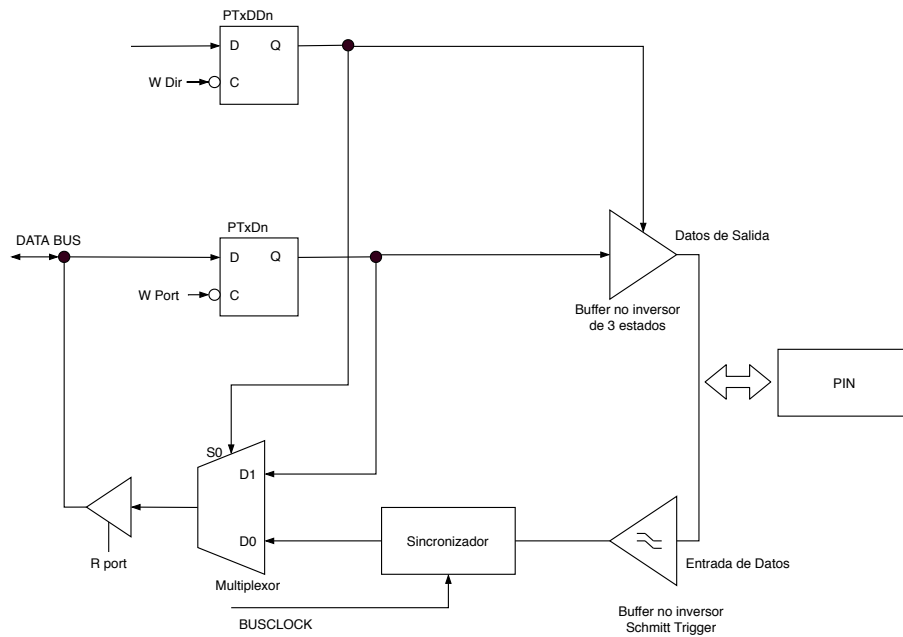 PTxDDn
D
Q
W Dir
C
PTxDn
DATA BUS
D
Q
Datos de Salida
W Port
C
Buffer no inversor
de 3 estados
PIN
S0
D1
D0
Sincronizador
R port
Multiplexor
Entrada de Datos
BUSCLOCK
Buffer no inversor
Schmitt Trigger